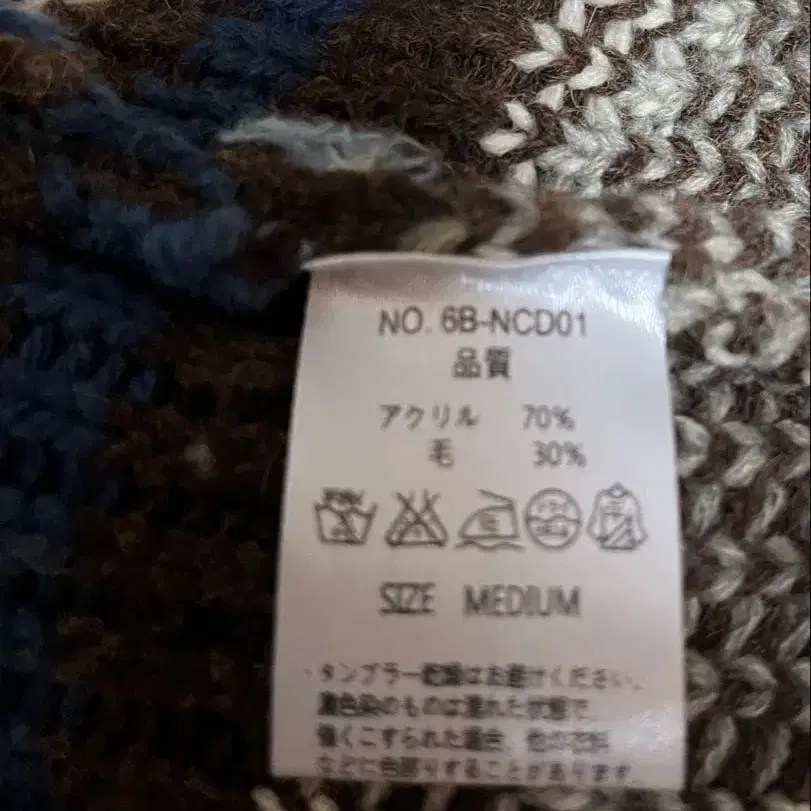 NO. 6B-NCD01
品質
アクリル 70%
毛 30%
SIZE MEDIUM
・タンブラー乾燥はお避けください。
濃色染のものは濡れた状態で、
強くこすられた場合、他の衣料
などに色移りすることがあります。